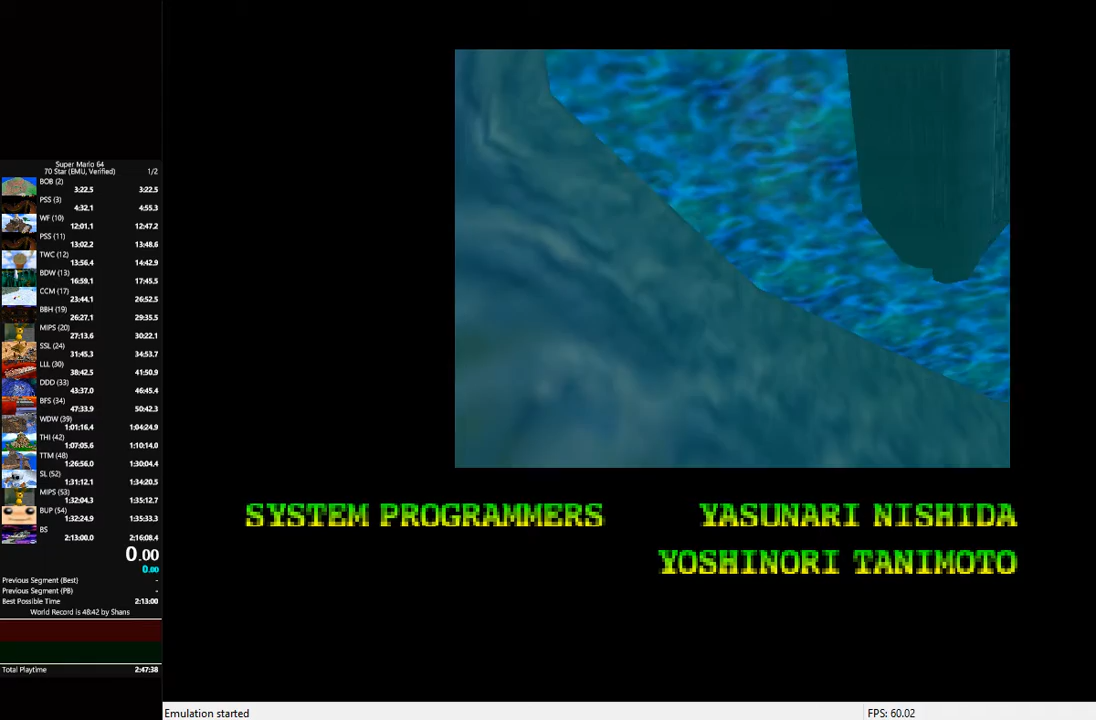 Super Mario 64
70 Star (EMU, Verified) 1/2
BOB (2) 3:22.5 3:22.5
PSS (3) 4:32.1 4:55.3
WF (10) 12:01.1 12:47.2
PSS (11) 13:02.2 13:48.6
TWC (12) 13:56.4 14:42.9
BDW (13) 16:59.1 17:45.5
CCM (17) 23:44.1 26:52.5
BBH (19) 26:27.1 29:35.5
MIPS (20) 27:13.6 30:22.1
SSL (24) 31:45.3 34:53.7
LLL (30) 38:42.5 41:50.9
DDD (33) 43:37.0 46:45.4
BFS (34) 47:33.9 50:42.3
WDW (39) 1:01:16.4 1:04:24.9
THI (42) 1:07:05.6 1:10:14.0
TTM (48) 1:26:56.0 1:30:04.4
SL (52) 1:31:12.1 1:34:20.5
MIPS (53) 1:32:04.3 1:35:12.7
BUP (54) 1:32:24.9 1:35:33.3
BS 2:13:00.0 2:16:08.4
0.00
0.00
Previous Segment (Best) -
Previous Segment (PB) -
Best Possible Time 2:13:00
World Record is 48:42 by Shans
Total Playtime 2:47:38
SYSTEM PROGRAMMERS YASUNARI NISHIDA
YOSHINORI TANIMOTO
Emulation started FPS: 60.02